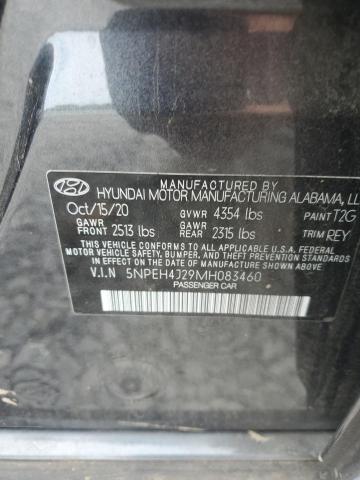 MANUFACTURED BY
HYUNDAI MOTOR MANUFACTURING ALABAMA, LL
Oct/15/20 GVWR 4354 lbs PAINT T2G
GAWR FRONT 2513 lbs GAWR REAR 2315 lbs TRIM REY
THIS VEHICLE CONFORMS TO ALL APPLICABLE U.S.A. FEDERAL
MOTOR VEHICLE SAFETY, BUMPER, AND THEFT PREVENTION
STANDARDS IN EFFECT ON THE DATE OF MANUFACTURE SHOWN ABOVE.
V.I.N 5NPEH4J29MH083460
PASSENGER CAR